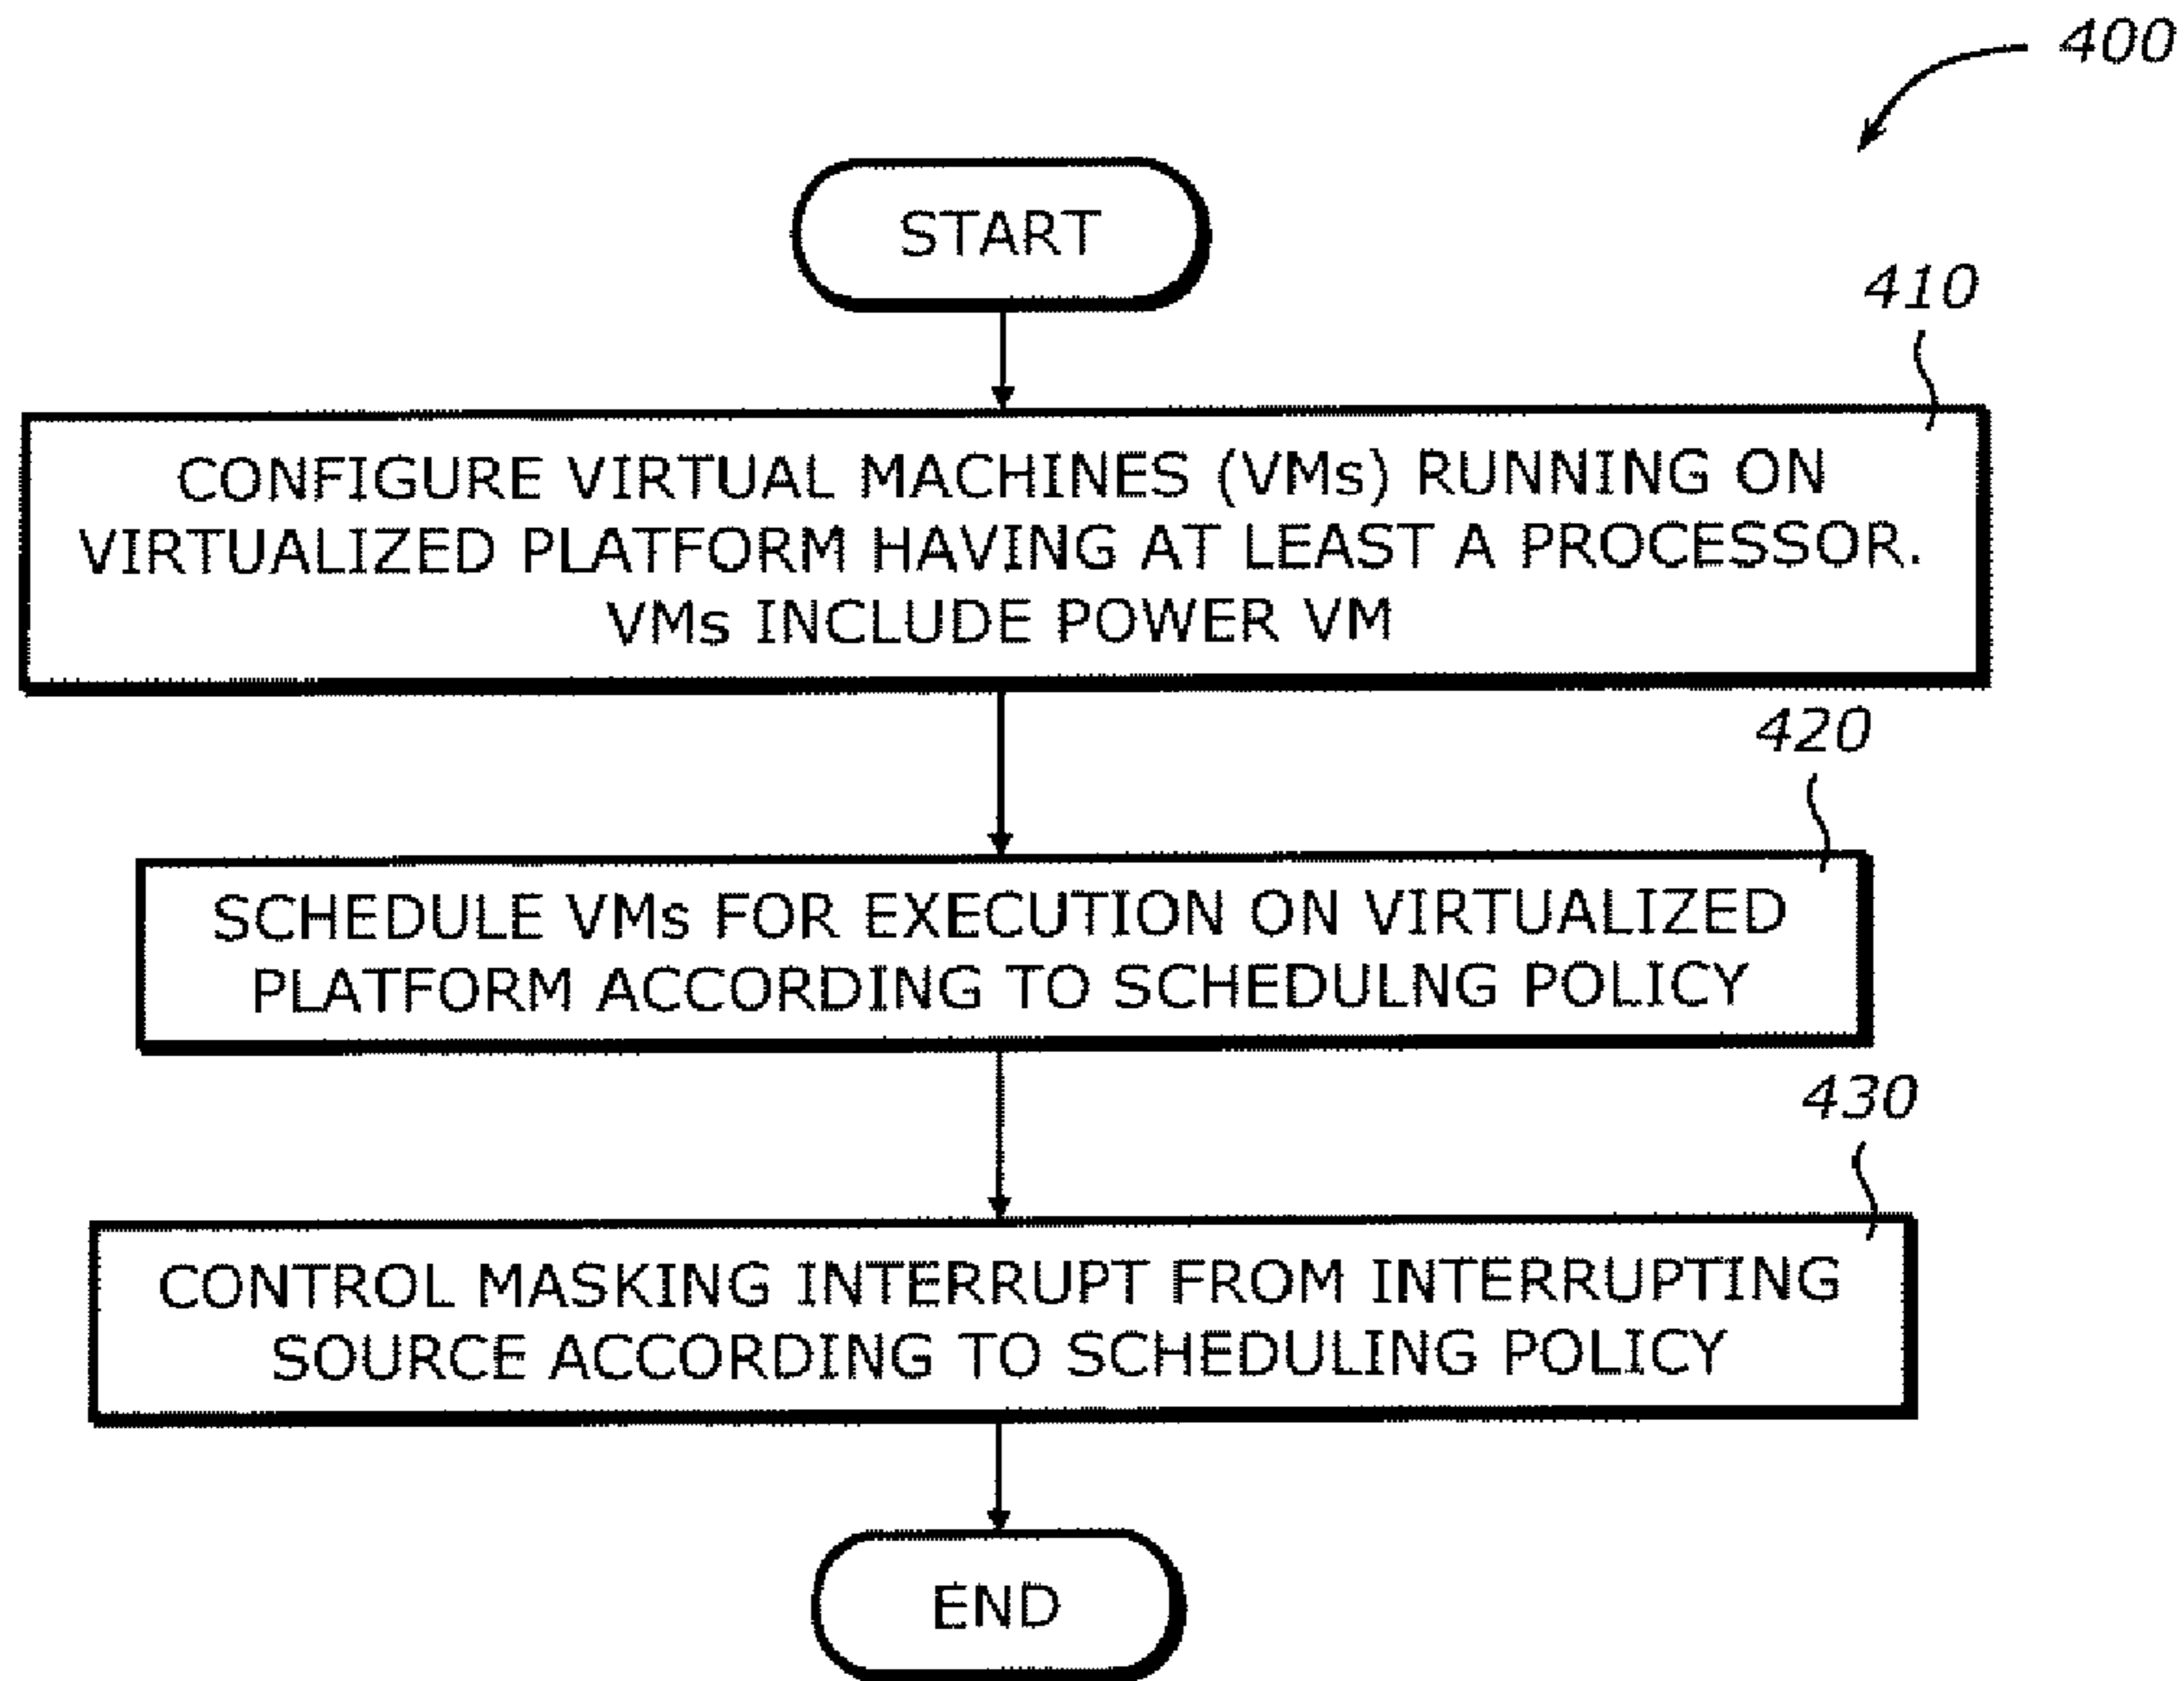 400
START
410
CONFIGURE VIRTUAL MACHINES (VMs) RUNNING ON
VIRTUALIZED PLATFORM HAVING AT LEAST A PROCESSOR.
VMs INCLUDE POWER VM
420
SCHEDULE VMs FOR EXECUTION ON VIRTUALIZED
PLATFORM ACCORDING TO SCHEDULNG POLICY
430
CONTROL MASKING INTERRUPT FROM INTERRUPTING
SOURCE ACCORDING TO SCHEDULING POLICY
END